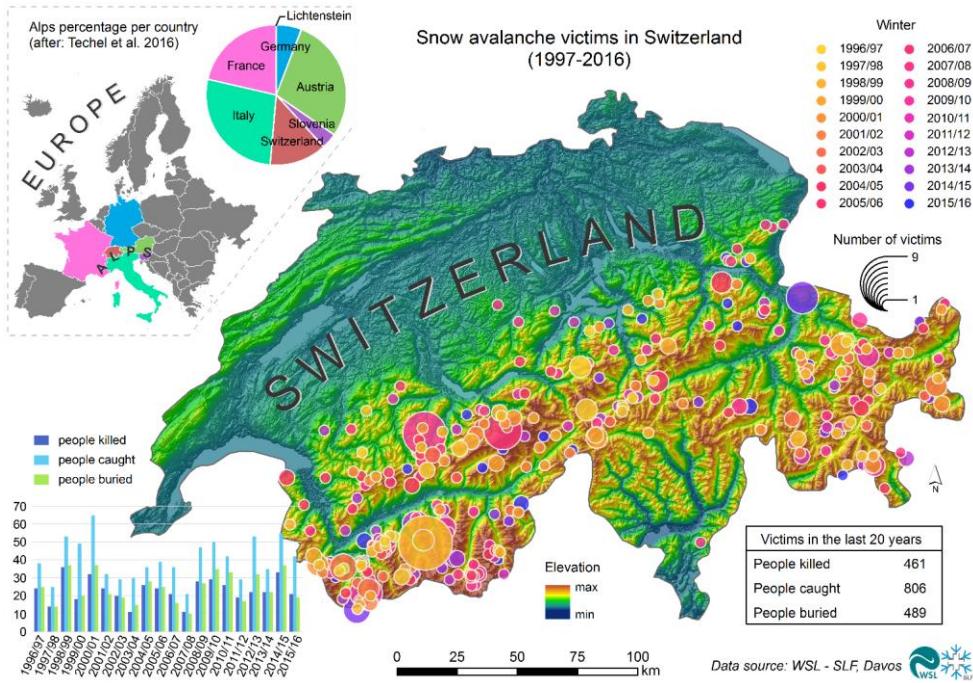 Alps percentage per country
(after: Techel et al. 2016)
Lichtenstein
Germany
France
Austria
Italy
Slovenia
Switzerland
EUROPE
ALPS
Snow avalanche victims in Switzerland
(1997-2016)
Winter
1996/97
1997/98
1998/99
1999/00
2000/01
2001/02
2002/03
2003/04
2004/05
2005/06
2006/07
2007/08
2008/09
2009/10
2010/11
2011/12
2012/13
2013/14
2014/15
2015/16
Number of victims
9
1
SWITZERLAND
people killed
people caught
people buried
70
60
50
40
30
20
10
0
1996/97
1997/98
1998/99
1999/00
2000/01
2001/02
2002/03
2003/04
2004/05
2005/06
2006/07
2007/08
2008/09
2009/10
2010/11
2011/12
2012/13
2013/14
2014/15
2015/16
Elevation
max
min
N
Victims in the last 20 years
People killed 461
People caught 806
People buried 489
0 25 50 75 100
km
Data source: WSL - SLF, Davos
WSL
SLF